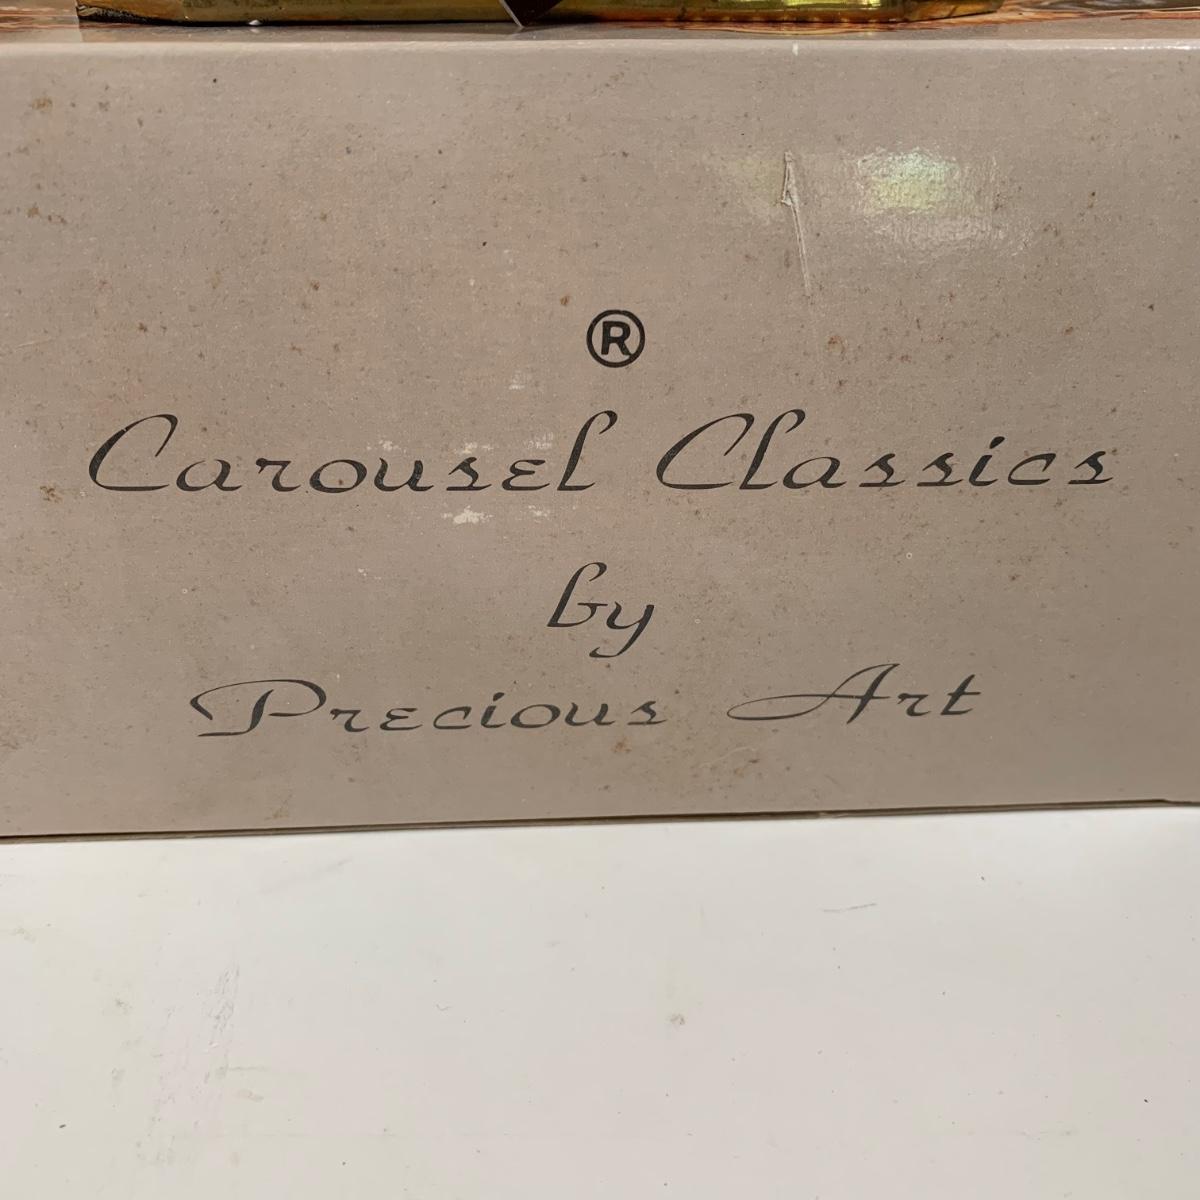 ®
Carousel Classics
by
Precious Art